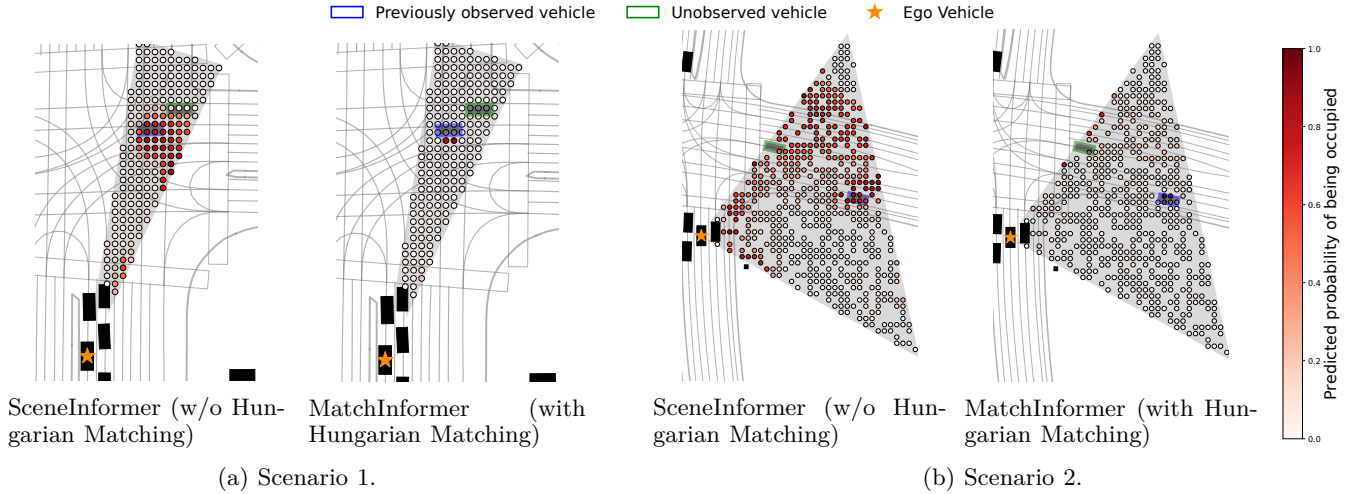 Previously observed vehicle
Unobserved vehicle
Ego Vehicle
1.0
0.8
0.6
0.4
0.2
0.0
Predicted probability of being occupied
SceneInformer (w/o Hun-
garian Matching)
MatchInformer (with
Hungarian Matching)
SceneInformer (w/o Hun-
garian Matching)
MatchInformer (with Hun-
garian Matching)
(a) Scenario 1.
(b) Scenario 2.